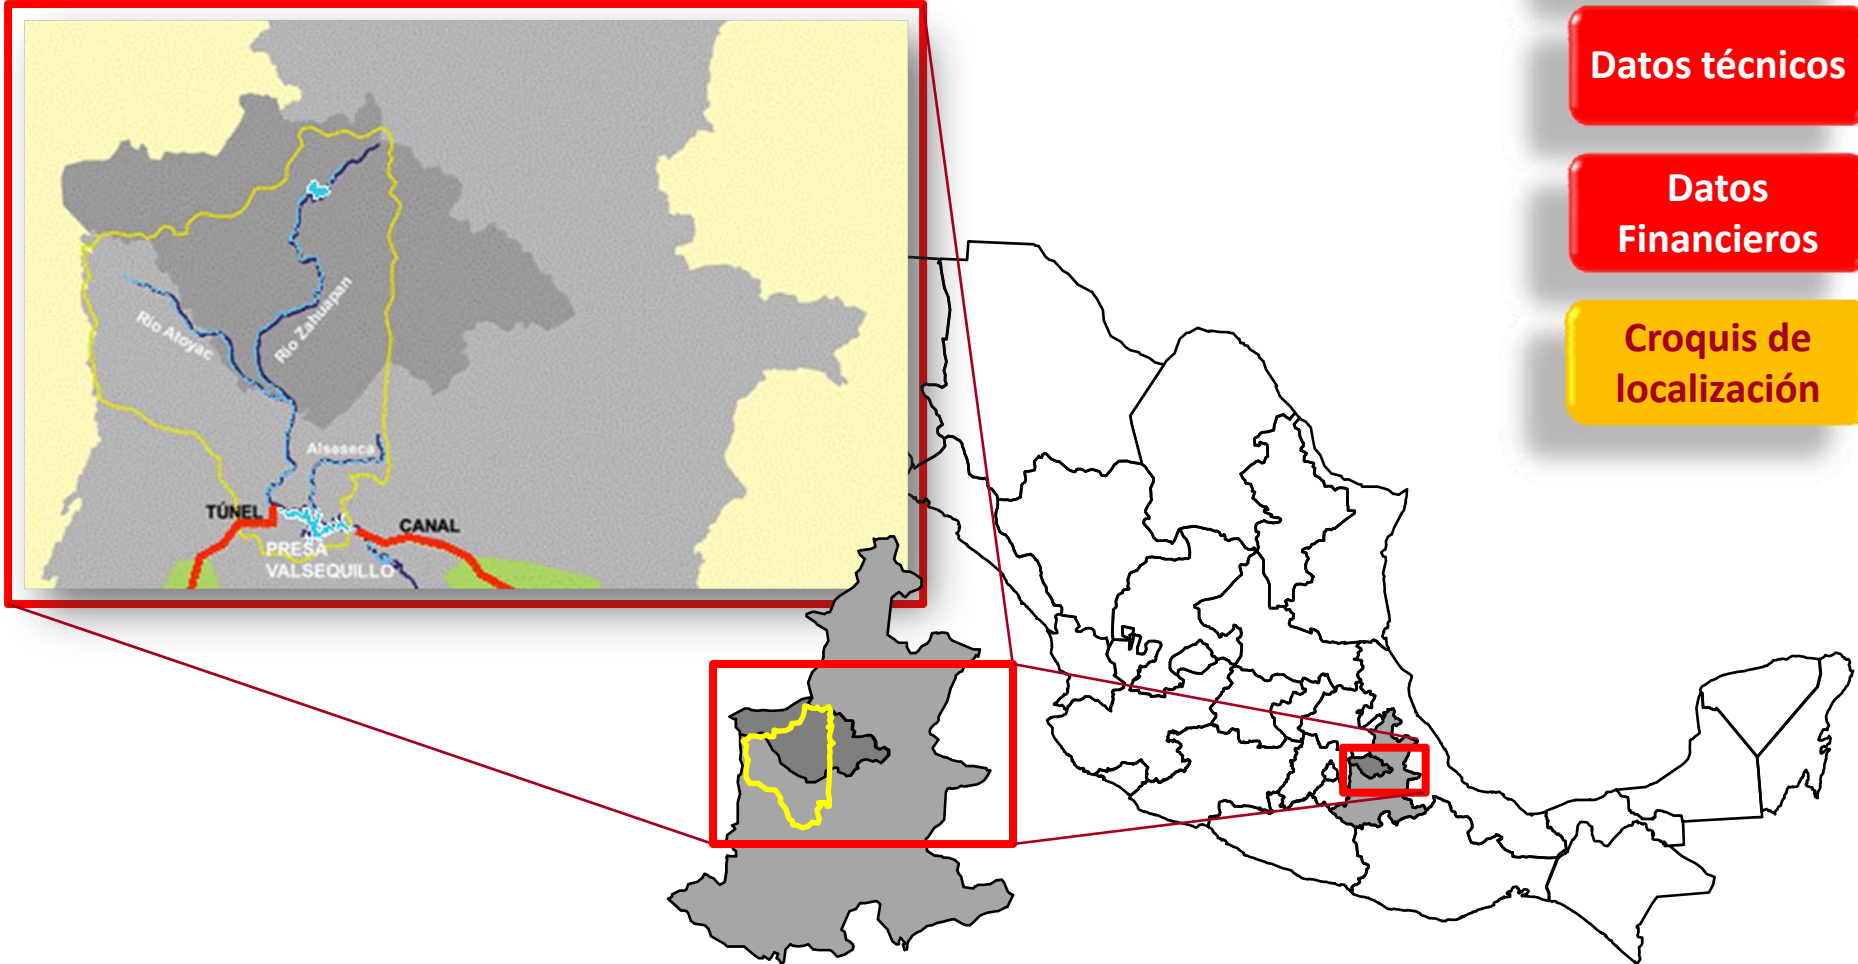 Datos técnicos
Datos
Financieros
Croquis de
localización
Río Atoyac
Río Zahuapan
Alseseca
TÚNEL
CANAL
PRESA
VALSEQUILLO